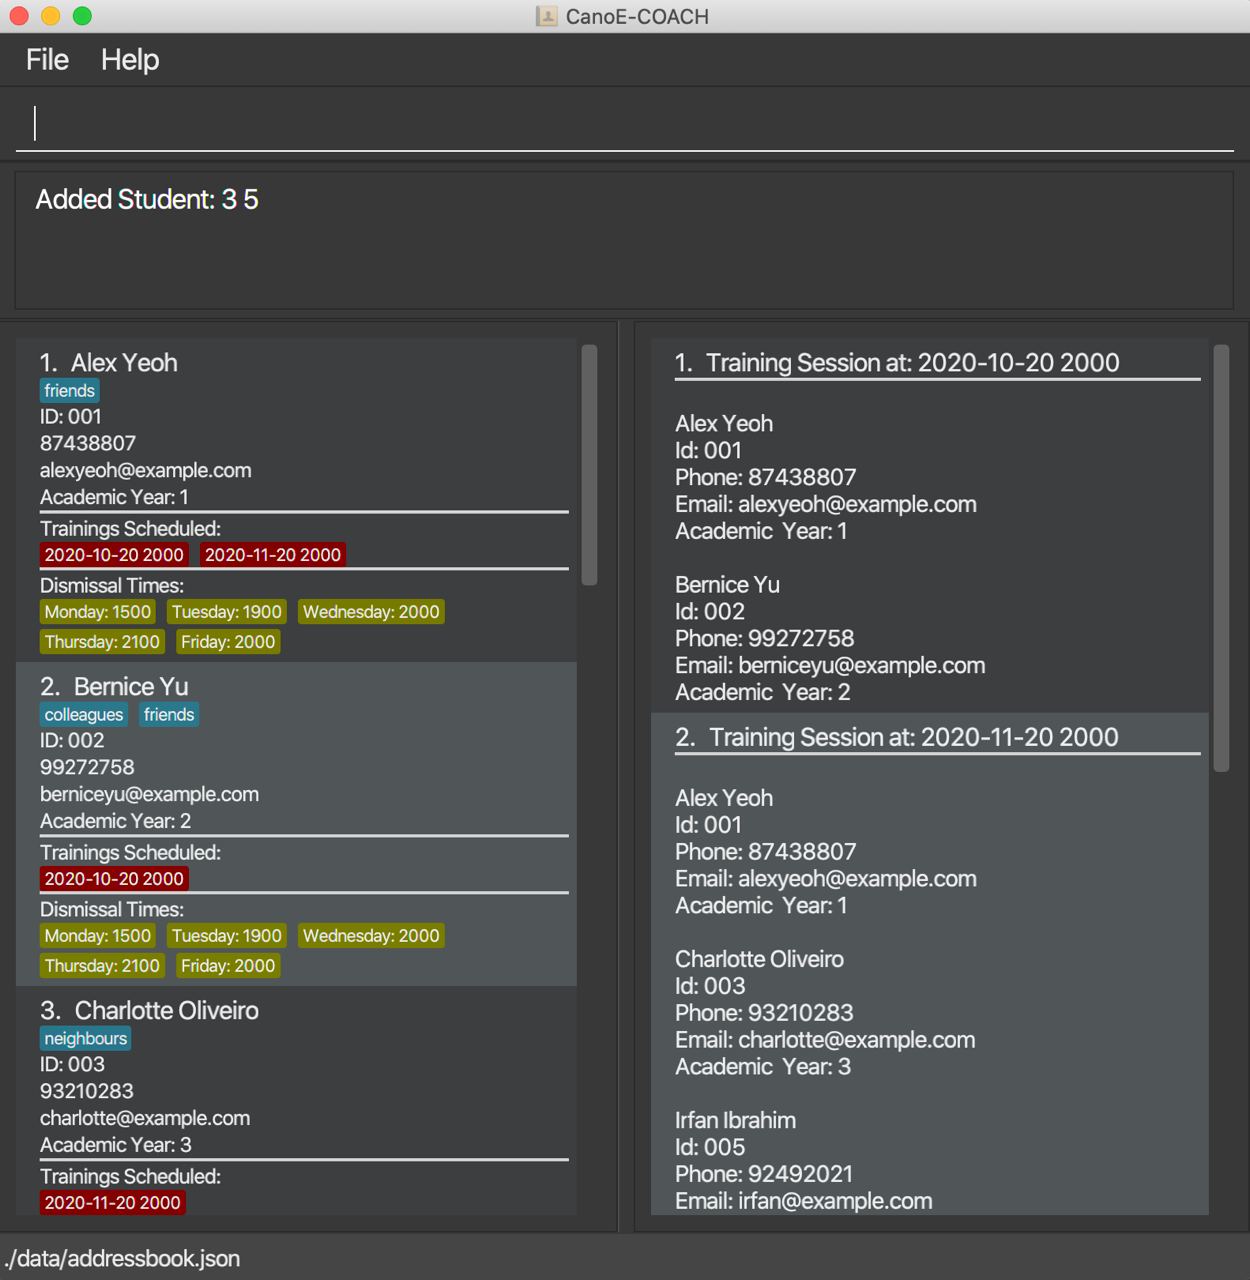 CanoE-COACH
File Help
Added Student: 3 5
1. Alex Yeoh
friends
ID: 001
87438807
alexyeoh@example.com
Academic Year: 1
Trainings Scheduled:
2020-10-20 2000 2020-11-20 2000
Dismissal Times:
Monday: 1500 Tuesday: 1900 Wednesday: 2000
Thursday: 2100 Friday: 2000
2. Bernice Yu
colleagues friends
ID: 002
99272758
berniceyu@example.com
Academic Year: 2
Trainings Scheduled:
2020-10-20 2000
Dismissal Times:
Monday: 1500 Tuesday: 1900 Wednesday: 2000
Thursday: 2100 Friday: 2000
3. Charlotte Oliveiro
neighbours
ID: 003
93210283
charlotte@example.com
Academic Year: 3
Trainings Scheduled:
2020-11-20 2000
1. Training Session at: 2020-10-20 2000
Alex Yeoh
Id: 001
Phone: 87438807
Email: alexyeoh@example.com
Academic Year: 1
Bernice Yu
Id: 002
Phone: 99272758
Email: berniceyu@example.com
Academic Year: 2
2. Training Session at: 2020-11-20 2000
Alex Yeoh
Id: 001
Phone: 87438807
Email: alexyeoh@example.com
Academic Year: 1
Charlotte Oliveiro
Id: 003
Phone: 93210283
Email: charlotte@example.com
Academic Year: 3
Irfan Ibrahim
Id: 005
Phone: 92492021
Email: irfan@example.com
./data/addressbook.json